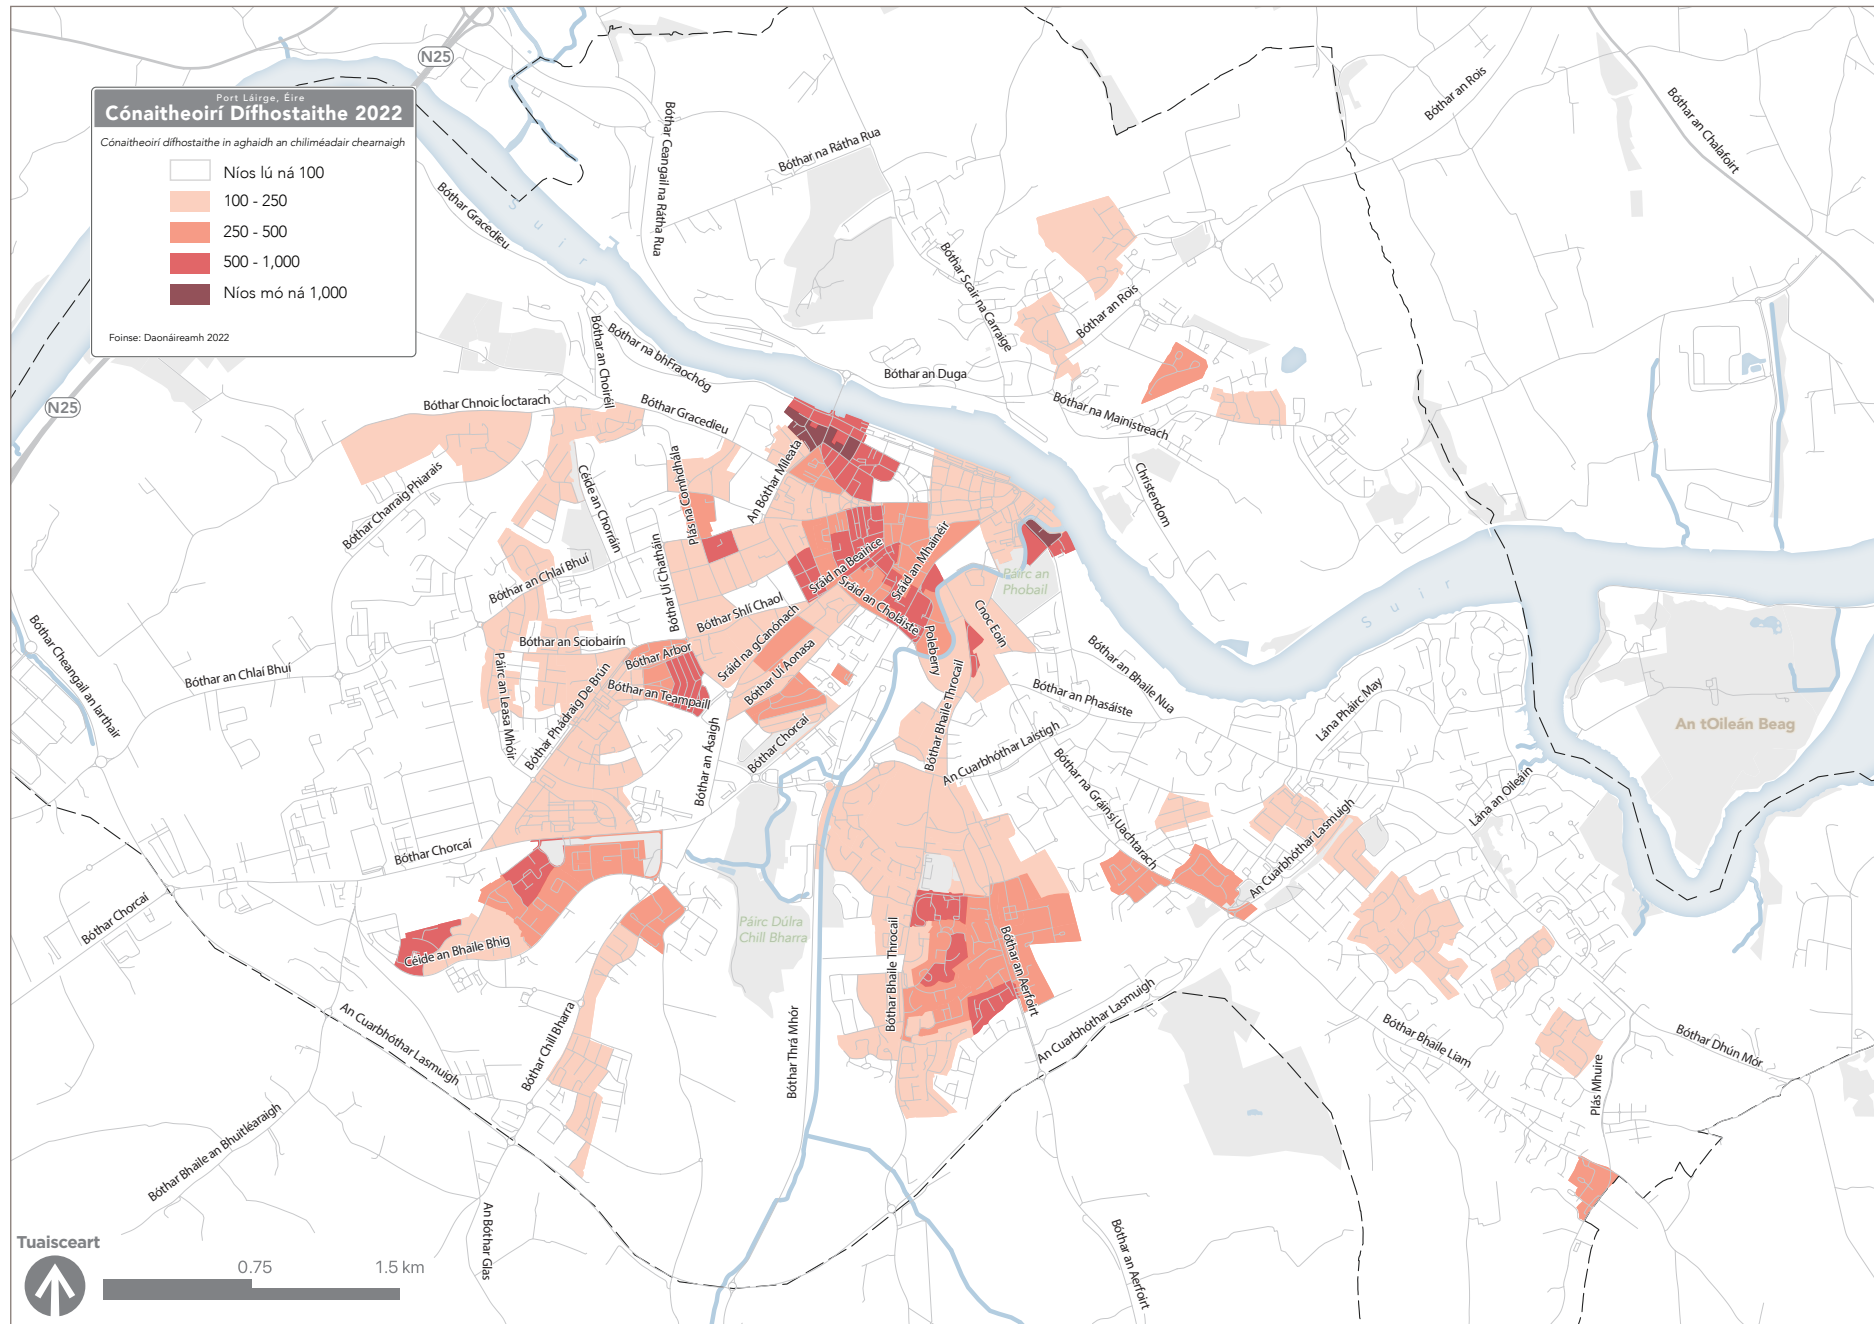 Port Láirge, Éire
Cónaitheoirí Dífhostaithe 2022
Cónaitheoirí dífhostaithe in aghaidh an chiliméadair chearnaigh
Níos lú ná 100
100 - 250
250 - 500
500 - 1,000
Níos mó ná 1,000
Foinse: Daonáireamh 2022
N25
N25
Bóthar Ceangail na Rátha Rua
Bóthar na Rátha Rua
Bóthar an Rois
Bóthar an Chalafoirt
Bóthar Gracedieu
Suir
Bóthar Scair na Carraige
Bóthar an Rois
Bóthar an Choiréil
Bóthar na bhFraochóg
Bóthar an Duga
Bóthar Chnoic Íoctarach
Bóthar Gracedieu
Bóthar na Mainistreach
Bóthar Charraig Phiarais
Céide an Chorráin
Plás na Comhdhála
An Bóthar Míleata
Christendom
Bóthar an Chlaí Bhuí
Bóthar Uí Chatháin
Sráid na Beairice
Sráid an Mhainéir
Páirc an
Phobail
Suir
Bóthar Cheangail an Iarthair
Bóthar an Chlaí Bhuí
Bóthar an Sciobairín
Bóthar Shlí Chaol
Sráid an Choláiste
Cnoc Eoin
Poleberry
Bóthar Arbor
Sráid na gCanónach
Bóthar Uí Aonasa
Bóthar an Bhaile Nua
Páirc an Leasa Mhóir
Bóthar Phádraig De Brún
Bóthar an Teampaill
Bóthar an Phasáiste
Lána Pháirc May
An tOileán Beag
Bóthar an Ásaigh
Bóthar Chorcaí
Bóthar Bhaile Throcail
An Cuarbhóthar Laistigh
Bóthar na Gráinsí Uachtarach
Lána an Oileáin
Bóthar Chorcaí
An Cuarbhóthar Lasmuigh
Bóthar Chorcaí
Céide an Bhaile Bhig
Páirc Dúlra
Chill Bharra
Bóthar Bhaile Throcail
Bóthar an Aerfoirt
An Cuarbhóthar Lasmuigh
Bóthar Chill Bharra
Bóthar Thrá Mhór
An Cuarbhóthar Lasmuigh
Bóthar Bhaile Liam
Bóthar Dhún Mór
Plás Mhuire
Bóthar Bhaile an Bhuitléaraigh
An Bóthar Glas
Bóthar an Aerfoirt
Tuaisceart
0.75
1.5 km